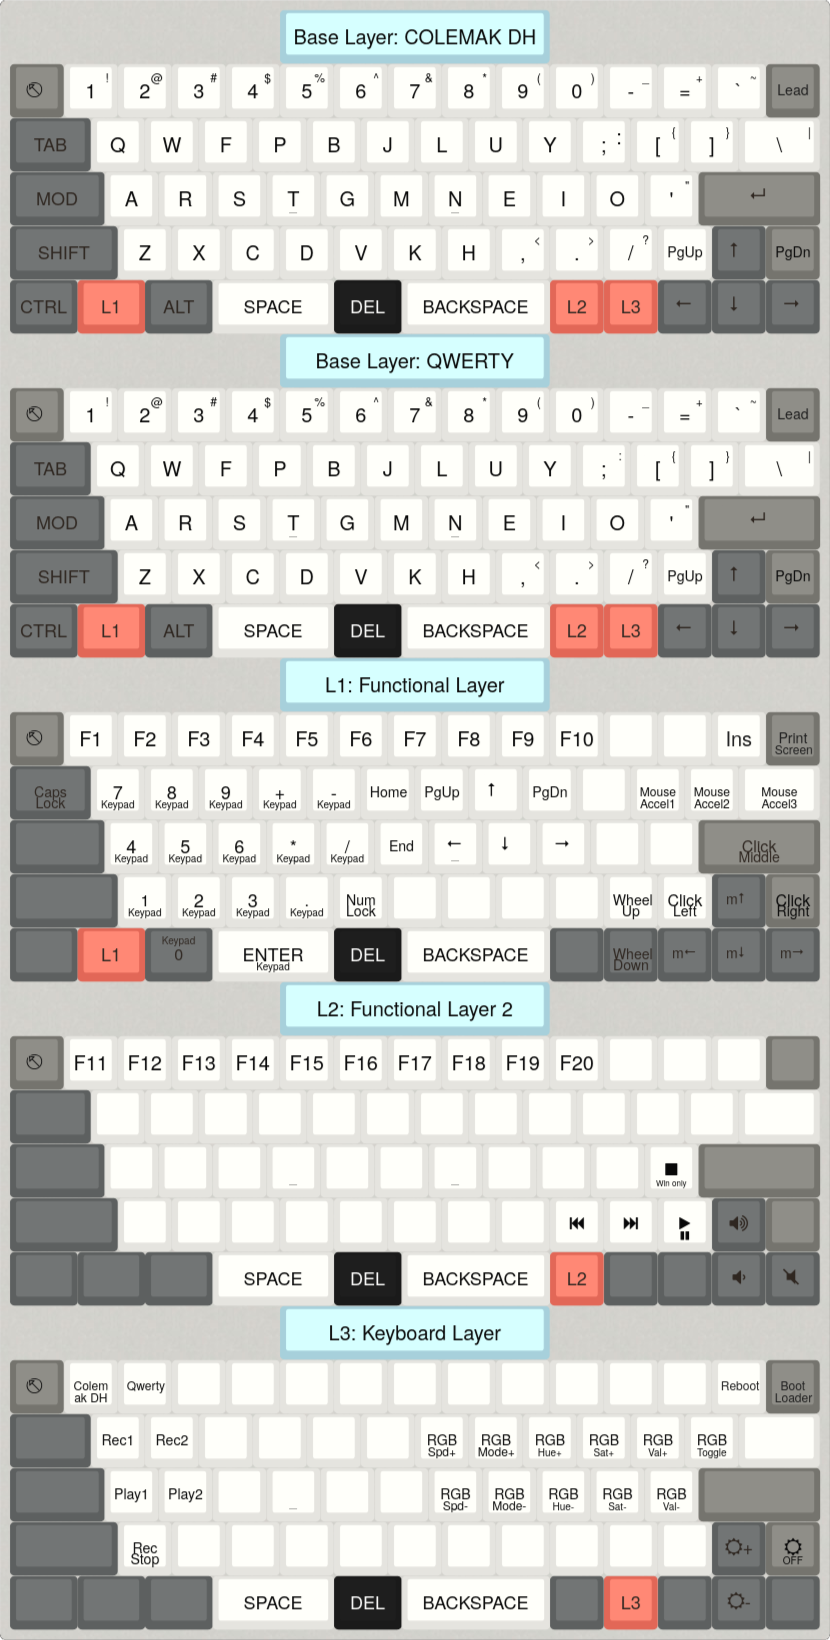 Base Layer: COLEMAK DH
! @ # $ % ^ & * ( ) _ + ~
1 2 3 4 5 6 7 8 9 0 - = ` Lead
TAB Q W F P B J L U Y ; : [ { ] } \ |
MOD A R S T G M N E I O ' " ↵
SHIFT Z X C D V K H , < . > / ? PgUp ↑ PgDn
CTRL L1 ALT SPACE DEL BACKSPACE L2 L3 ← ↓ →
Base Layer: QWERTY
! @ # $ % ^ & * ( ) _ + ~
1 2 3 4 5 6 7 8 9 0 - = ` Lead
TAB Q W F P B J L U Y ; : [ { ] } \ |
MOD A R S T G M N E I O ' " ↵
SHIFT Z X C D V K H , < . > / ? PgUp ↑ PgDn
CTRL L1 ALT SPACE DEL BACKSPACE L2 L3 ← ↓ →
L1: Functional Layer
F1 F2 F3 F4 F5 F6 F7 F8 F9 F10 Ins Print
Screen
Caps 7 8 9 + - Home PgUp ↑ PgDn Mouse Mouse Mouse
Lock Keypad Keypad Keypad Keypad Keypad Accel1 Accel2 Accel3
4 5 6 * / End ← ↓ → Click
Keypad Keypad Keypad Keypad Keypad Middle
1 2 3 . Num Wheel Click m↑ Click
Keypad Keypad Keypad Keypad Lock Up Left Right
Keypad
L1 0 ENTER DEL BACKSPACE Wheel m← m↓ m→
Keypad Down
L2: Functional Layer 2
F11 F12 F13 F14 F15 F16 F17 F18 F19 F20
Win only
SPACE DEL BACKSPACE L2
L3: Keyboard Layer
Colem Qwerty Reboot Boot
ak DH Loader
Rec1 Rec2 RGB RGB RGB RGB RGB RGB
Spd+ Mode+ Hue+ Sat+ Val+ Toggle
Play1 Play2 RGB RGB RGB RGB RGB
Spd- Mode- Hue- Sat- Val-
Rec +
Stop OFF
SPACE DEL BACKSPACE L3 -